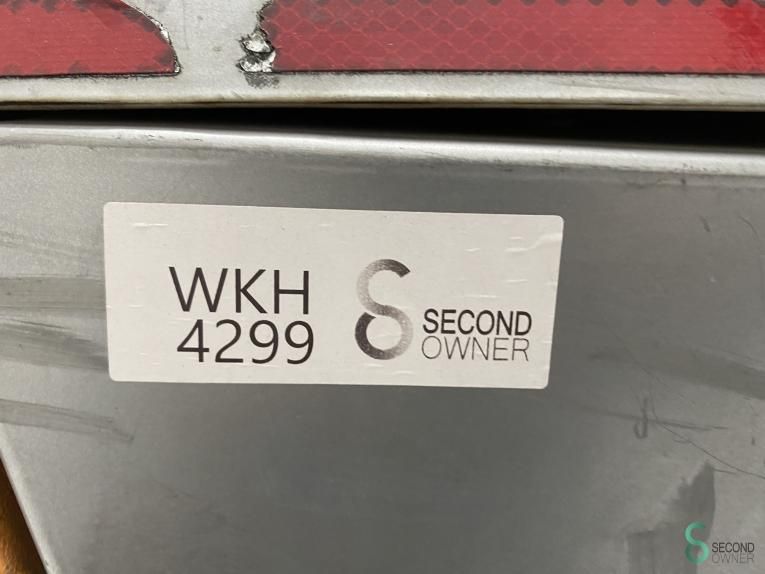 WKH
4299
SECOND
OWNER
SECOND
OWNER